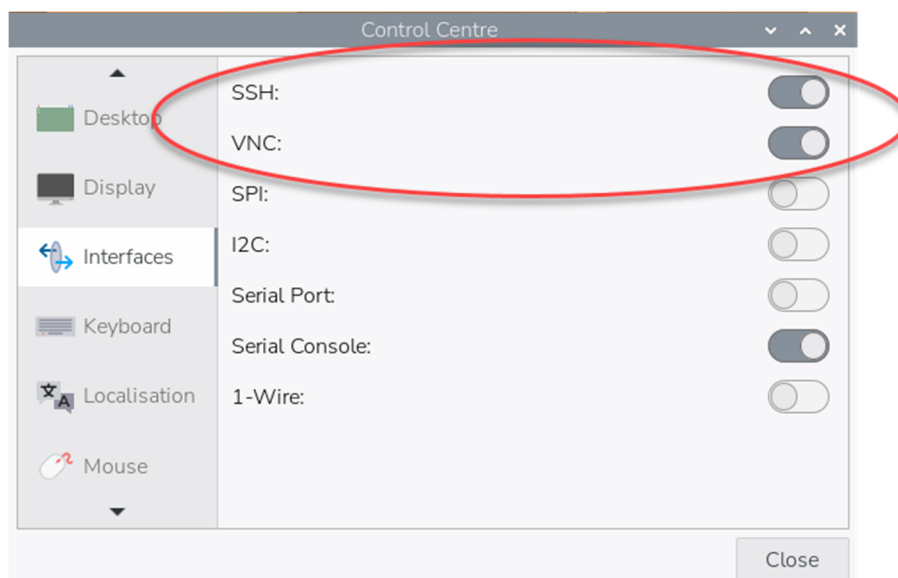 Control Centre
Desktop
Display
Interfaces
Keyboard
Localisation
Mouse
SSH:
VNC:
SPI:
I2C:
Serial Port:
Serial Console:
1-Wire:
Close